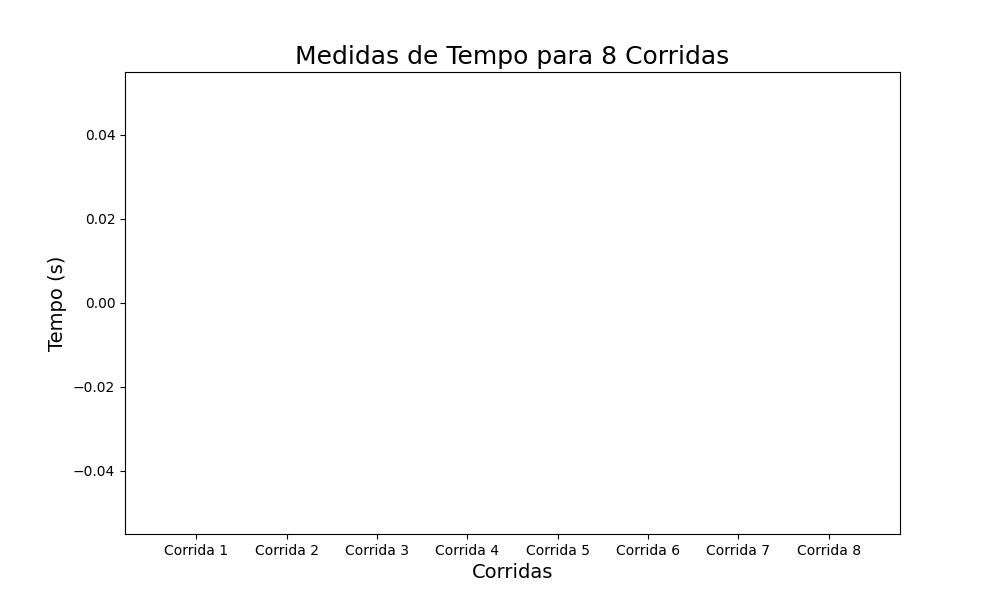 Medidas de Tempo para 8 Corridas
0.04
0.02
0.00
−0.02
−0.04
Tempo (s)
Corrida 1 Corrida 2 Corrida 3 Corrida 4 Corrida 5 Corrida 6 Corrida 7 Corrida 8
Corridas